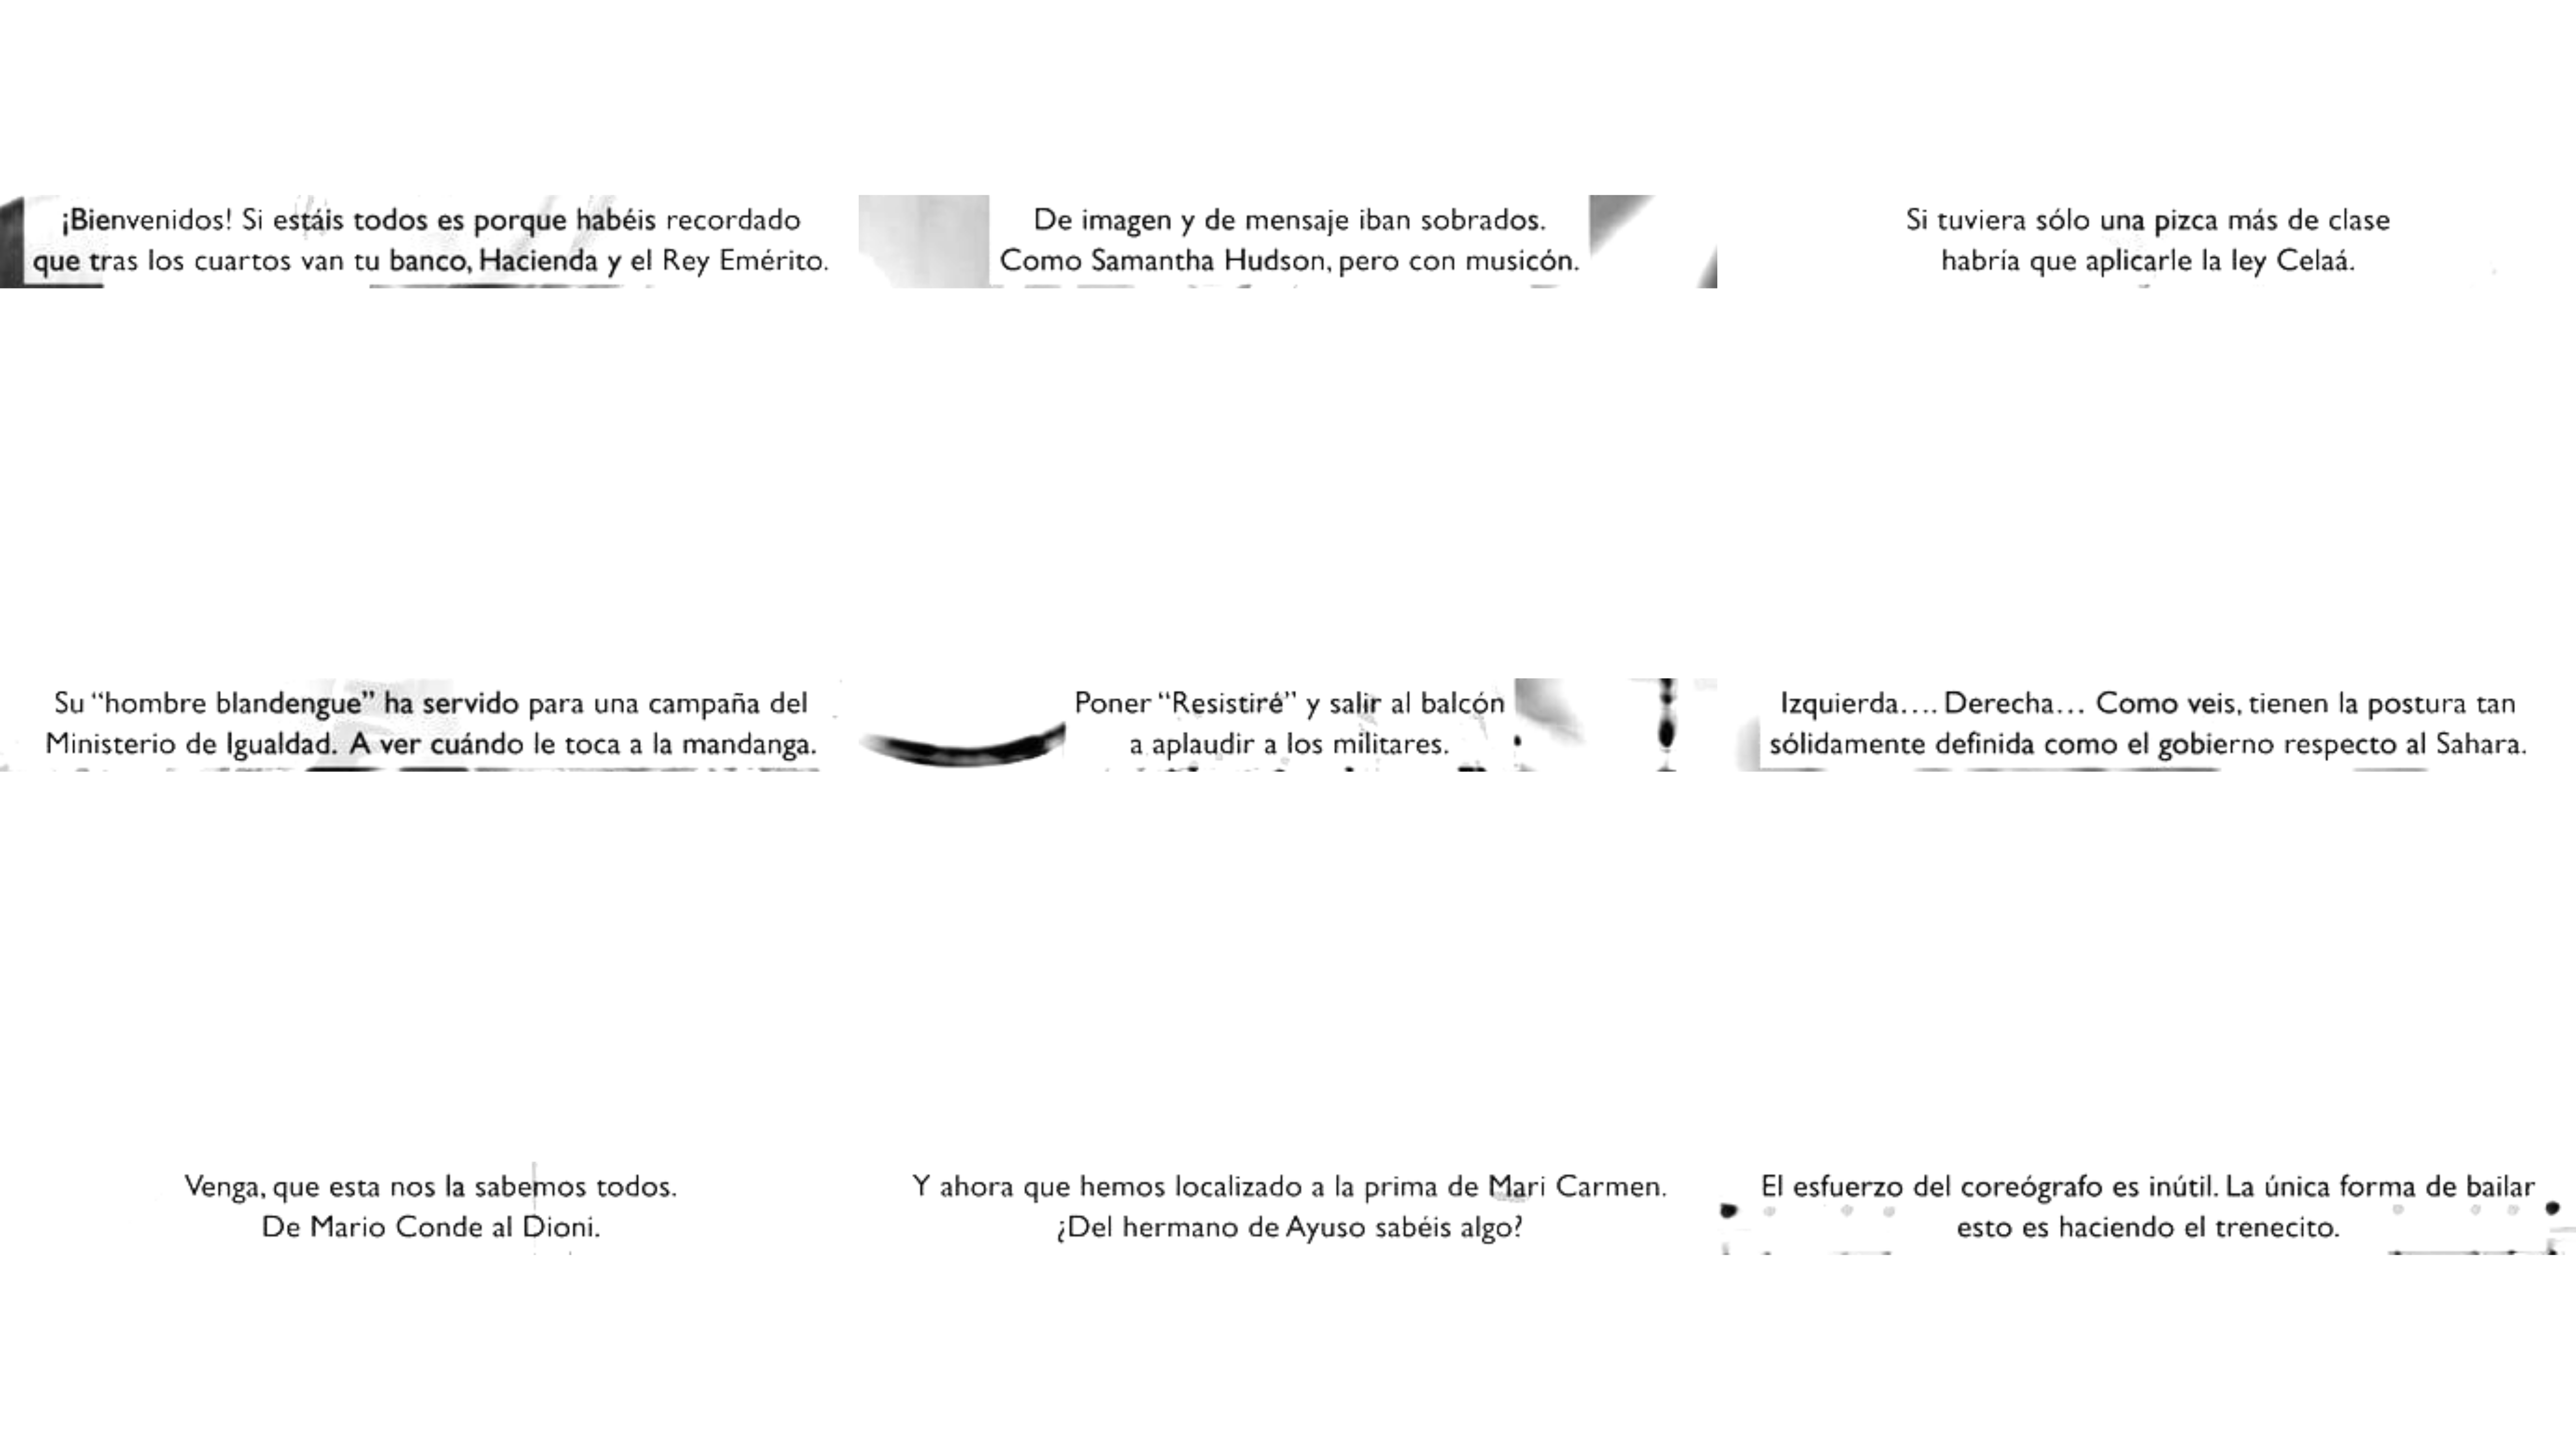 ¡Bienvenidos! Si estáis todos es porque habéis recordado
que tras los cuartos van tu banco, Hacienda y el Rey Emérito.
De imagen y de mensaje iban sobrados.
Como Samantha Hudson, pero con musicón.
Si tuviera sólo una pizca más de clase
habría que aplicarle la ley Celaá.
Su “hombre blandengue” ha servido para una campaña del
Ministerio de Igualdad. A ver cuándo le toca a la mandanga.
Poner “Resistiré” y salir al balcón
a aplaudir a los militares.
Izquierda.... Derecha... Como veis, tienen la postura tan
sólidamente definida como el gobierno respecto al Sahara.
Venga, que esta nos la sabemos todos.
De Mario Conde al Dioni.
Y ahora que hemos localizado a la prima de Mari Carmen.
¿Del hermano de Ayuso sabéis algo?
El esfuerzo del coreógrafo es inútil. La única forma de bailar
esto es haciendo el trenecito.